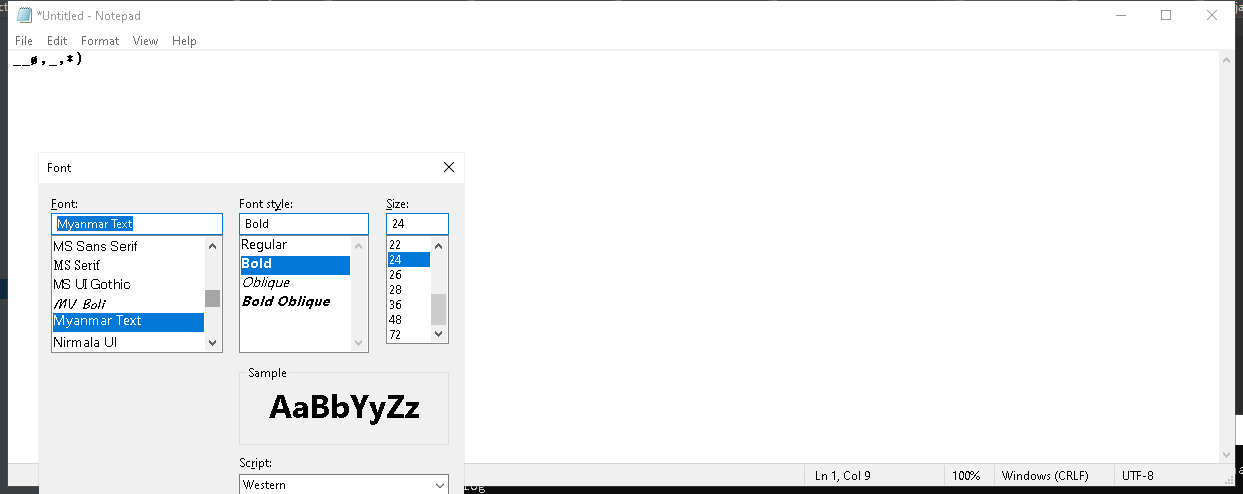 *Untitled - Notepad
File Edit Format View Help
__ø,_,*)
Font
Font: Font style: Size:
Myanmar Text Bold 24
MS Sans Serif Regular 22
MS Serif Bold 24
MS UI Gothic Oblique 26
MV Boli Bold Oblique 28
Myanmar Text 36
Nirmala UI 48
72
Sample
AaBbYyZz
Script:
Western
Ln 1, Col 9 100% Windows (CRLF) UTF-8